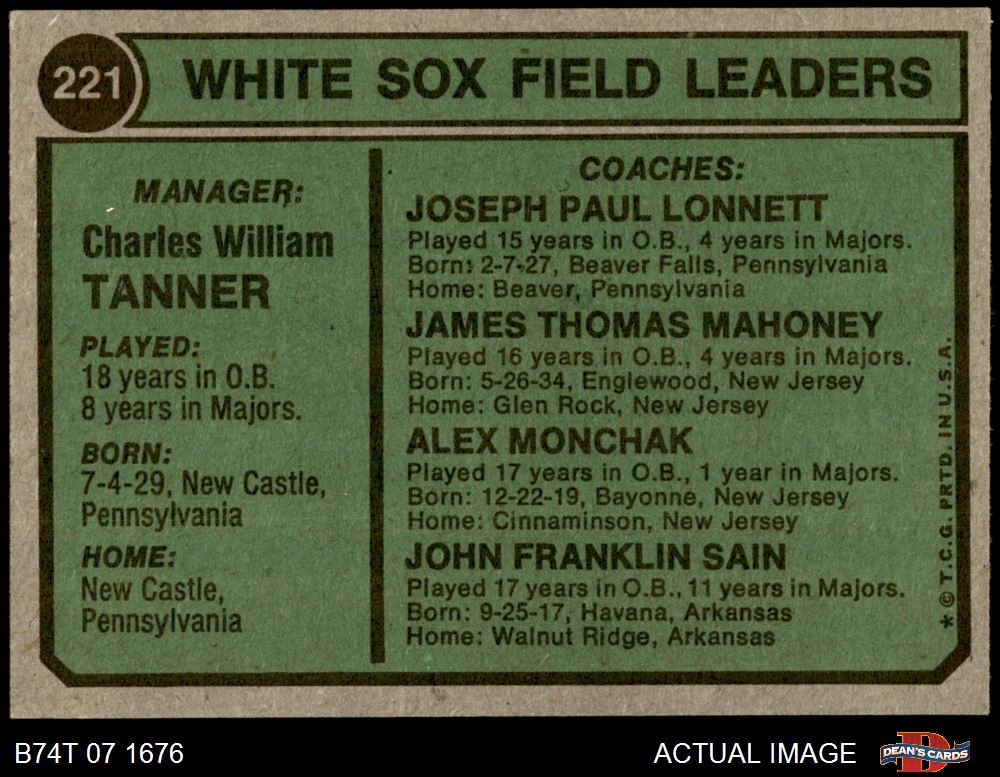 221 WHITE SOX FIELD LEADERS
MANAGER:
Charles William
TANNER
PLAYED:
18 years in O.B.
8 years in Majors.
BORN:
7-4-29, New Castle,
Pennsylvania
HOME:
New Castle,
Pennsylvania
COACHES:
JOSEPH PAUL LONNETT
Played 15 years in O.B., 4 years in Majors.
Born: 2-7-27, Beaver Falls, Pennsylvania
Home: Beaver, Pennsylvania
JAMES THOMAS MAHONEY
Played 16 years in O.B., 4 years in Majors.
Born: 5-26-34, Englewood, New Jersey
Home: Glen Rock, New Jersey
ALEX MONCHAK
Played 17 years in O.B., 1 year in Majors.
Born: 12-22-19, Bayonne, New Jersey
Home: Cinnaminson, New Jersey
JOHN FRANKLIN SAIN
Played 17 years in O.B., 11 years in Majors.
Born: 9-25-17, Havana, Arkansas
Home: Walnut Ridge, Arkansas
* © T.C.G. PRTD. IN U.S.A.
B74T 07 1676
ACTUAL IMAGE
D
DEAN'S CARDS